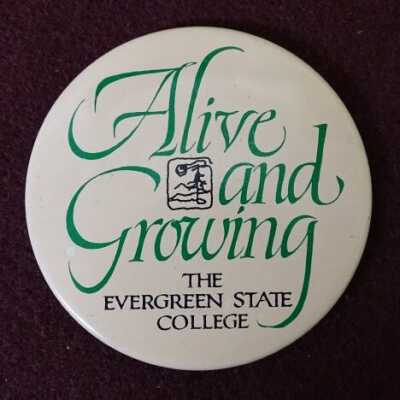 Alive
and
Growing
THE
EVERGREEN STATE
COLLEGE